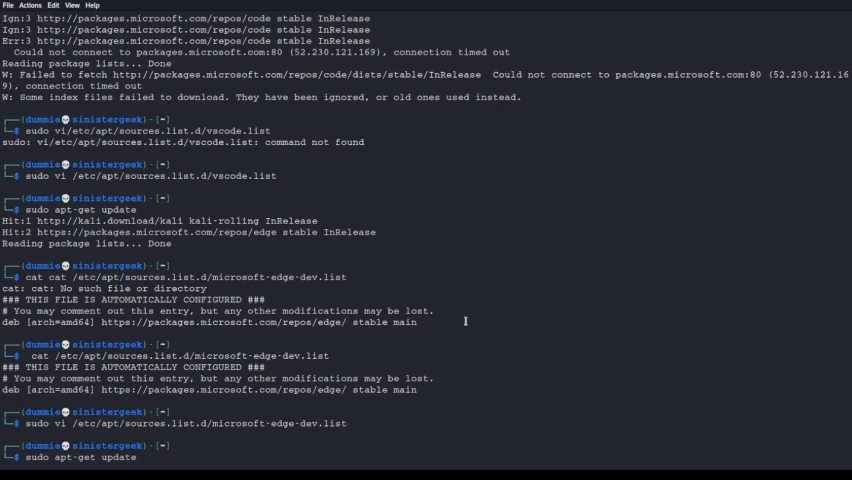 File Actions Edit View Help
Ign:3 http://packages.microsoft.com/repos/code stable InRelease
Ign:3 http://packages.microsoft.com/repos/code stable InRelease
Err:3 http://packages.microsoft.com/repos/code stable InRelease
Could not connect to packages.microsoft.com:80 (52.230.121.169), connection timed out
Reading package lists... Done
W: Failed to fetch http://packages.microsoft.com/repos/code/dists/stable/InRelease  Could not connect to packages.microsoft.com:80 (52.230.121.16
9), connection timed out
W: Some index files failed to download. They have been ignored, or old ones used instead.
┌──(dummie💀sinistergeek)-[~]
└─$ sudo vi/etc/apt/sources.list.d/vscode.list
sudo: vi/etc/apt/sources.list.d/vscode.list: command not found
┌──(dummie💀sinistergeek)-[~]
└─$ sudo vi /etc/apt/sources.list.d/vscode.list
┌──(dummie💀sinistergeek)-[~]
└─$ sudo apt-get update
Hit:1 http://kali.download/kali kali-rolling InRelease
Hit:2 https://packages.microsoft.com/repos/edge stable InRelease
Reading package lists... Done
┌──(dummie💀sinistergeek)-[~]
└─$ cat cat /etc/apt/sources.list.d/microsoft-edge-dev.list
cat: cat: No such file or directory
### THIS FILE IS AUTOMATICALLY CONFIGURED ###
# You may comment out this entry, but any other modifications may be lost.
deb [arch=amd64] https://packages.microsoft.com/repos/edge/ stable main
┌──(dummie💀sinistergeek)-[~]
└─$  cat /etc/apt/sources.list.d/microsoft-edge-dev.list
### THIS FILE IS AUTOMATICALLY CONFIGURED ###
# You may comment out this entry, but any other modifications may be lost.
deb [arch=amd64] https://packages.microsoft.com/repos/edge/ stable main
┌──(dummie💀sinistergeek)-[~]
└─$ sudo vi /etc/apt/sources.list.d/microsoft-edge-dev.list
┌──(dummie💀sinistergeek)-[~]
└─$ sudo apt-get update